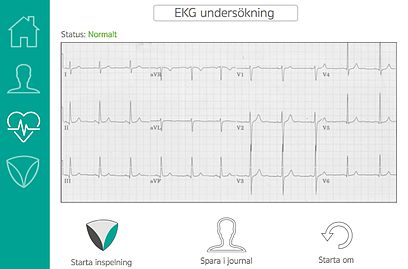 EKG undersökning
Status: Normalt
I aVR V1 V4
II aVL V2 V5
III aVF V3 V6
Starta inspelning
Spara i journal
Starta om